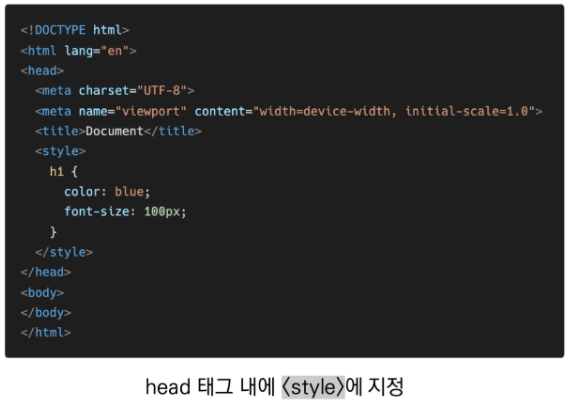 <!DOCTYPE html>
<html lang="en">
<head>
  <meta charset="UTF-8">
  <meta name="viewport" content="width=device-width, initial-scale=1.0">
  <title>Document</title>
  <style>
    h1 {
      color: blue;
      font-size: 100px;
    }
  </style>
</head>
<body>
</body>
</html>
head 태그 내에 〈style〉에 지정